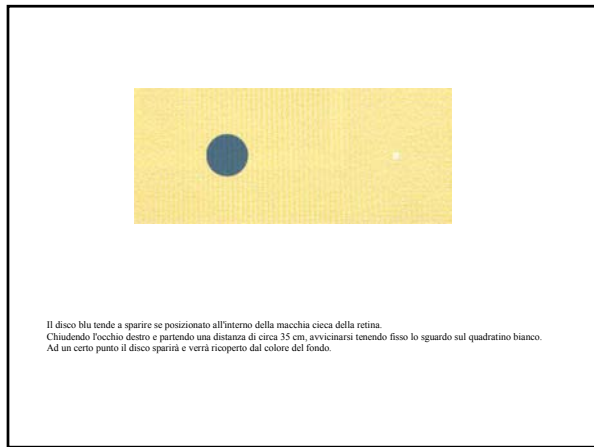 Il disco blu tende a sparire se posizionato all'interno della macchia cieca della retina.
Chiudendo l'occhio destro e partendo una distanza di circa 35 cm, avvicinarsi tenendo fisso lo sguardo sul quadratino bianco.
Ad un certo punto il disco sparirà e verrà ricoperto dal colore del fondo.